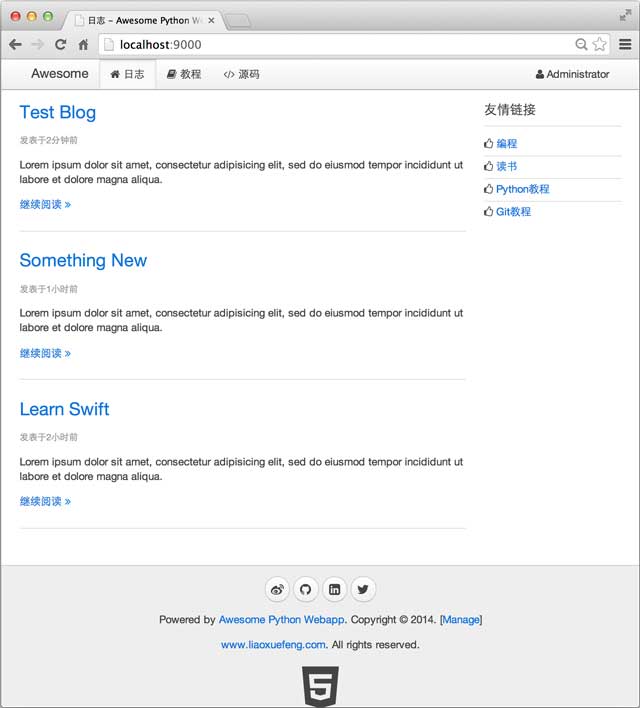 日志 - Awesome Python W
localhost:9000
Awesome 日志 教程 源码 Administrator
Test Blog
发表于2分钟前
Lorem ipsum dolor sit amet, consectetur adipisicing elit, sed do eiusmod tempor incididunt ut
labore et dolore magna aliqua.
继续阅读 »
Something New
发表于1小时前
Lorem ipsum dolor sit amet, consectetur adipisicing elit, sed do eiusmod tempor incididunt ut
labore et dolore magna aliqua.
继续阅读 »
Learn Swift
发表于2小时前
Lorem ipsum dolor sit amet, consectetur adipisicing elit, sed do eiusmod tempor incididunt ut
labore et dolore magna aliqua.
继续阅读 »
友情链接
编程
读书
Python教程
Git教程
Powered by Awesome Python Webapp. Copyright © 2014. [Manage]
www.liaoxuefeng.com. All rights reserved.
5